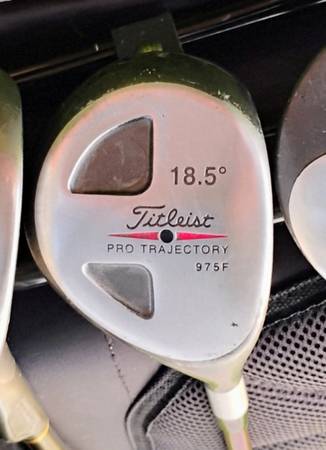 18.5°
Titleist
PRO TRAJECTORY
975F